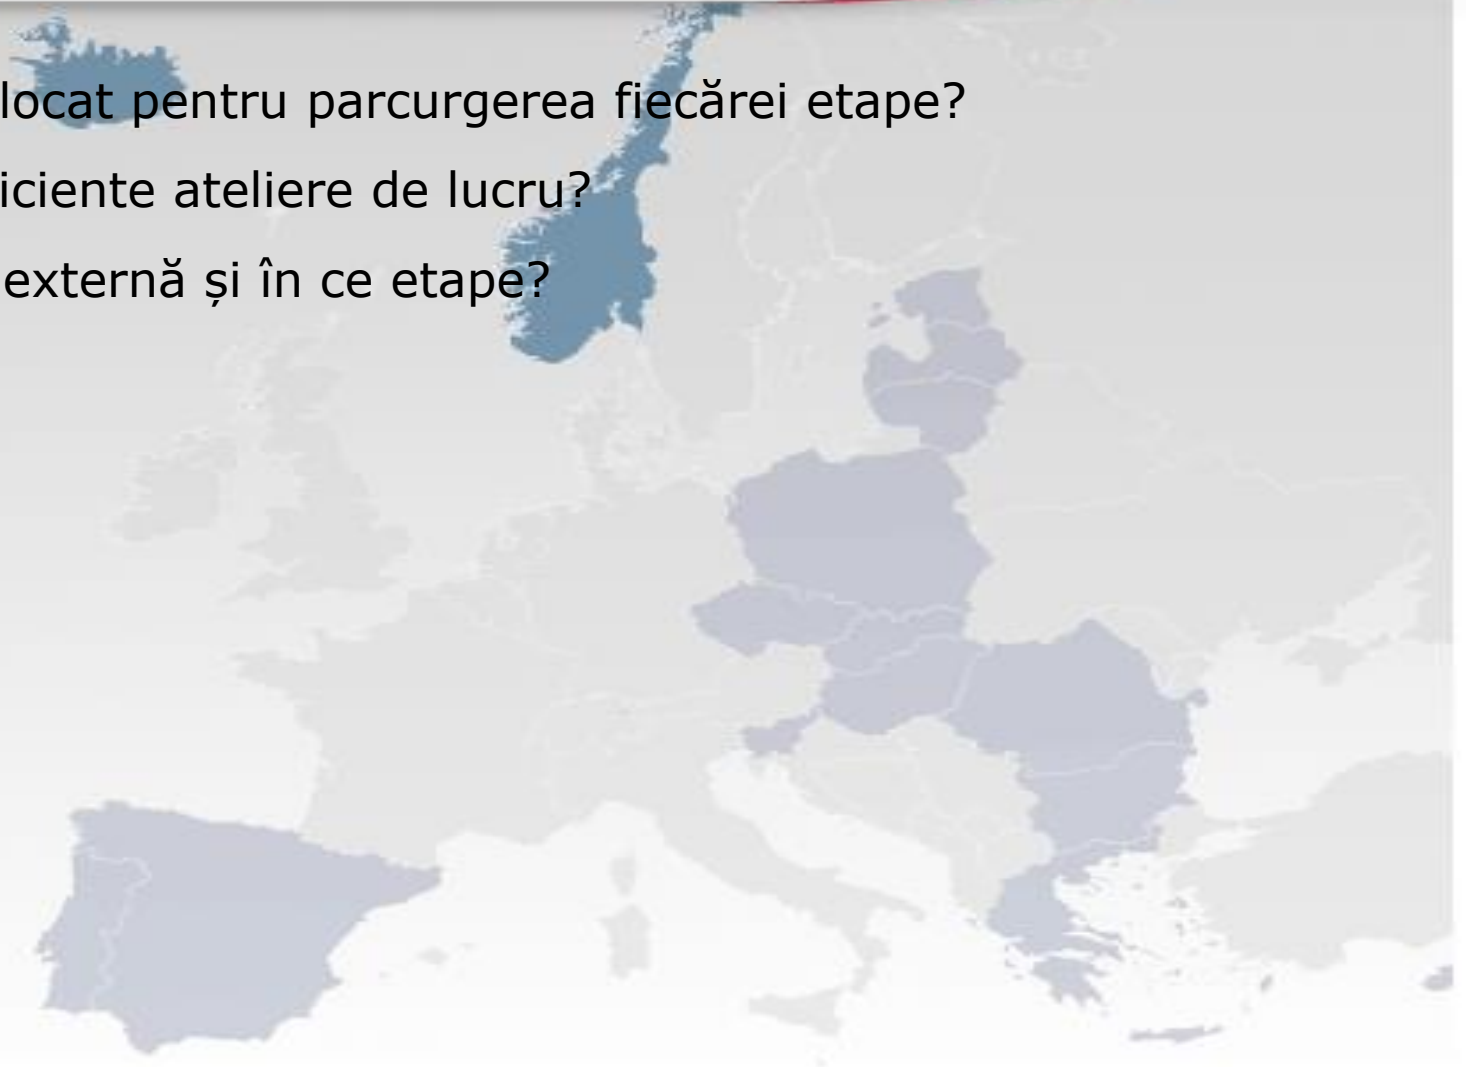 locat pentru parcurgerea fiecărei etape?
iciente ateliere de lucru?
externă și în ce etape?